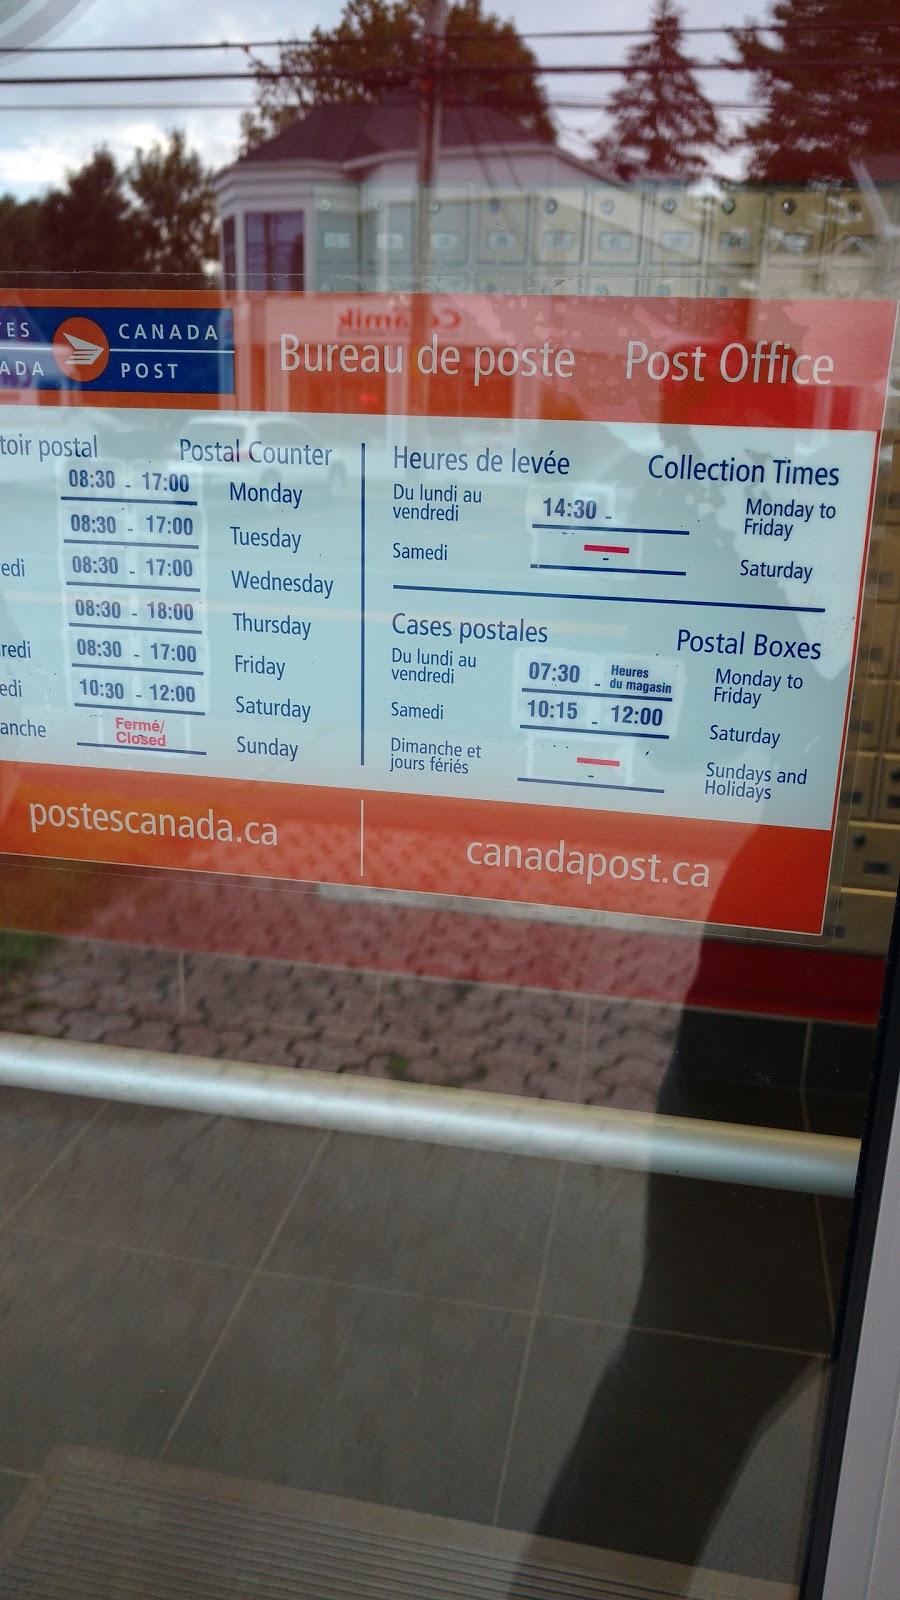 TES CANADA
ADA POST
Bureau de poste Post Office
toir postal Postal Counter
08:30 - 17:00 Monday
08:30 - 17:00 Tuesday
edi 08:30 - 17:00 Wednesday
08:30 - 18:00 Thursday
redi 08:30 - 17:00 Friday
edi 10:30 - 12:00 Saturday
anche Fermé/ Closed Sunday
Heures de levée Collection Times
Du lundi au vendredi 14:30 - Monday to Friday
Samedi - Saturday
Cases postales Postal Boxes
Du lundi au vendredi 07:30 - Heures du magasin Monday to Friday
Samedi 10:15 - 12:00 Saturday
Dimanche et jours fériés - Sundays and Holidays
postescanada.ca canadapost.ca